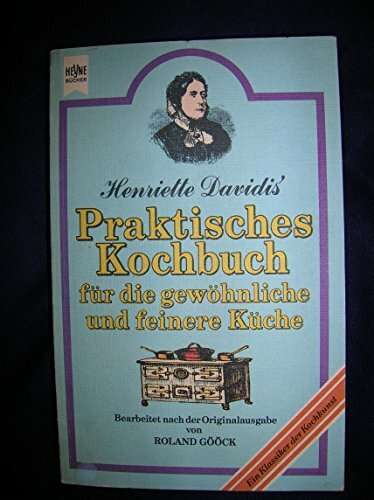 HEYNE
BÜCHER
Henriette Davidis'
Praktisches
Kochbuch
für die gewöhnliche
und feinere Küche
Bearbeitet nach der Originalausgabe
von
ROLAND GÖÖCK
Ein Klassiker der Kochkunst